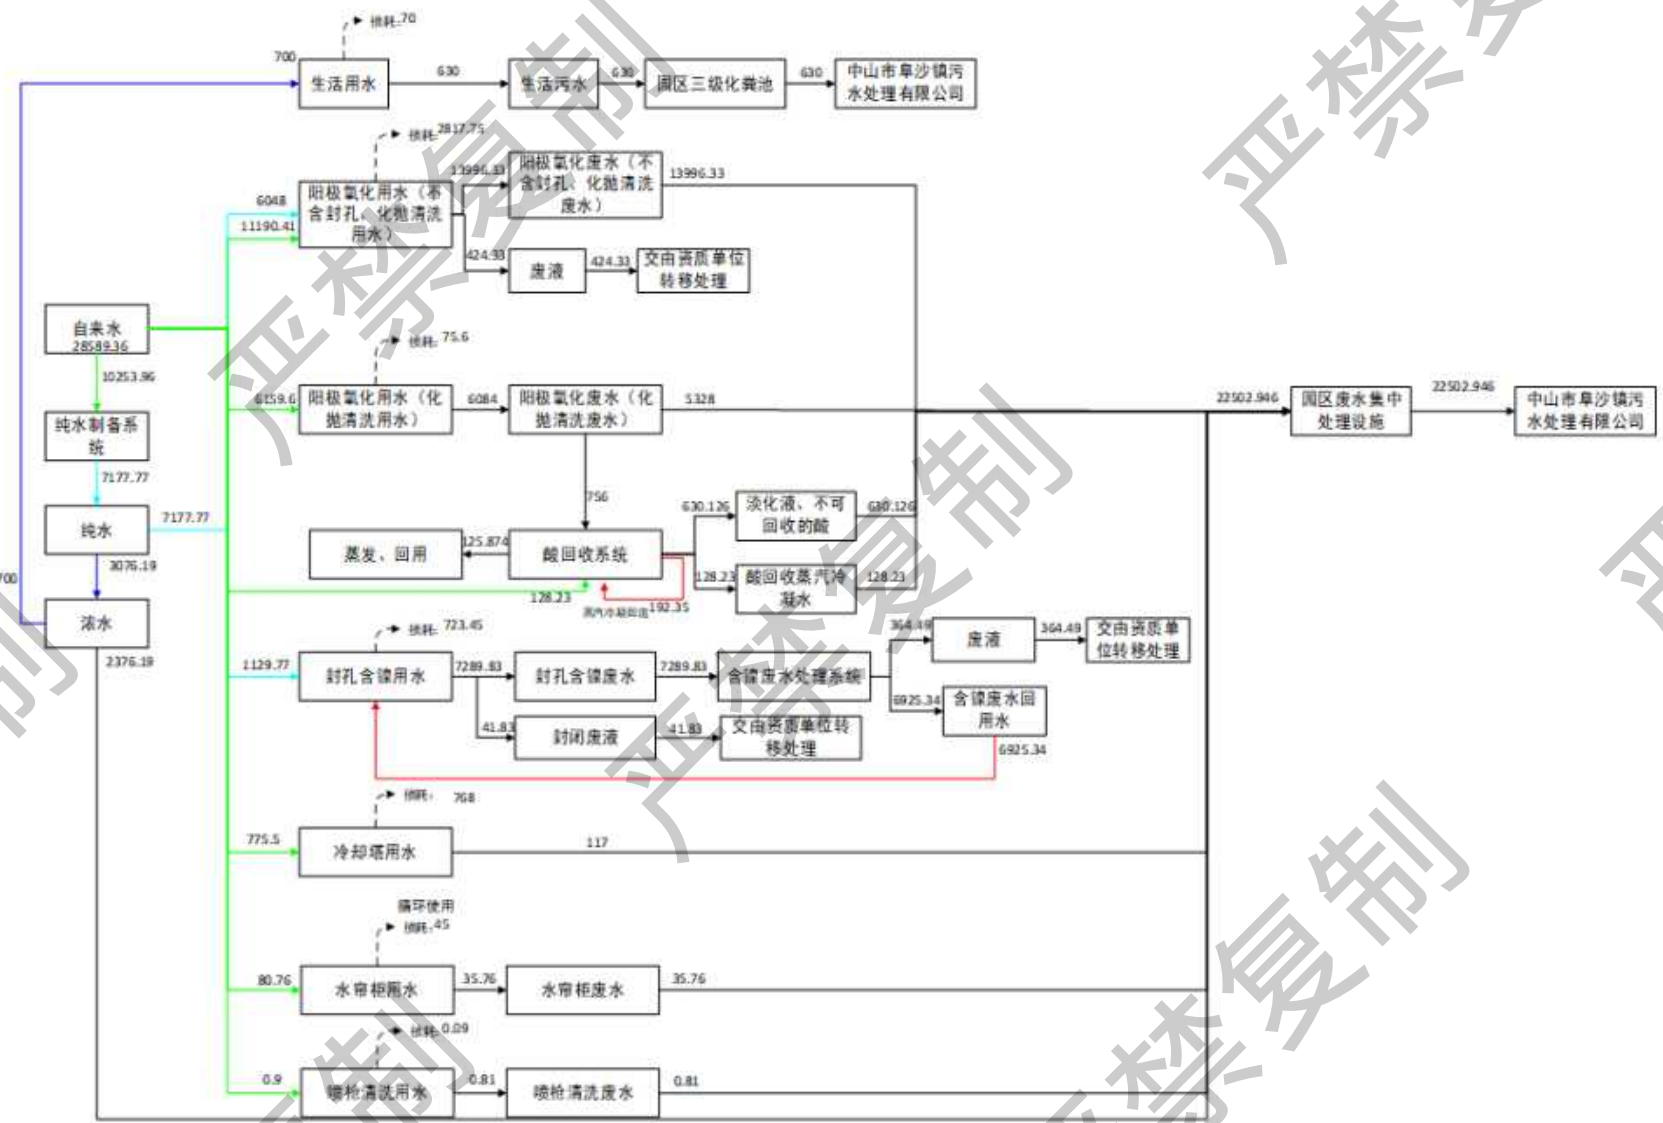 损耗:70
700
生活用水
630
生活污水
630
园区三级化粪池
630
中山市阜沙镇污
水处理有限公司
损耗:2817.75
6048
11190.41
阳极氧化用水（不
含封孔、化抛清洗
用水）
13996.33
阳极氧化废水（不
含封孔、化抛清洗
废水）
13996.33
424.33
废液
424.33
交由资质单位
转移处理
自来水
28589.36
10253.96
纯水制备系
统
7177.77
纯水
7177.77
3076.19
700
浓水
2376.19
损耗:75.6
6159.6
阳极氧化用水（化
抛清洗用水）
6084
阳极氧化废水（化
抛清洗废水）
5328
22502.946
园区废水集中
处理设施
22502.946
中山市阜沙镇污
水处理有限公司
756
蒸发、回用
125.874
酸回收系统
630.126
淡化液、不可
回收的酸
630.126
128.23
酸回收蒸汽冷
凝水
128.23
128.23
192.35
损耗:723.45
1129.77
封孔含镍用水
7289.83
封孔含镍废水
7289.83
含镍废水处理系统
364.49
废液
364.49
交由资质单
位转移处理
6925.34
含镍废水回
用水
6925.34
41.83
封闭废液
41.83
交由资质单位转
移处理
损耗: 768
775.5
冷却塔用水
117
循环使用
损耗:45
80.76
水帘柜用水
35.76
水帘柜废水
35.76
损耗:0.09
0.9
喷枪清洗用水
0.81
喷枪清洗废水
0.81
严禁复制
严禁复制
严禁复制
严禁复制